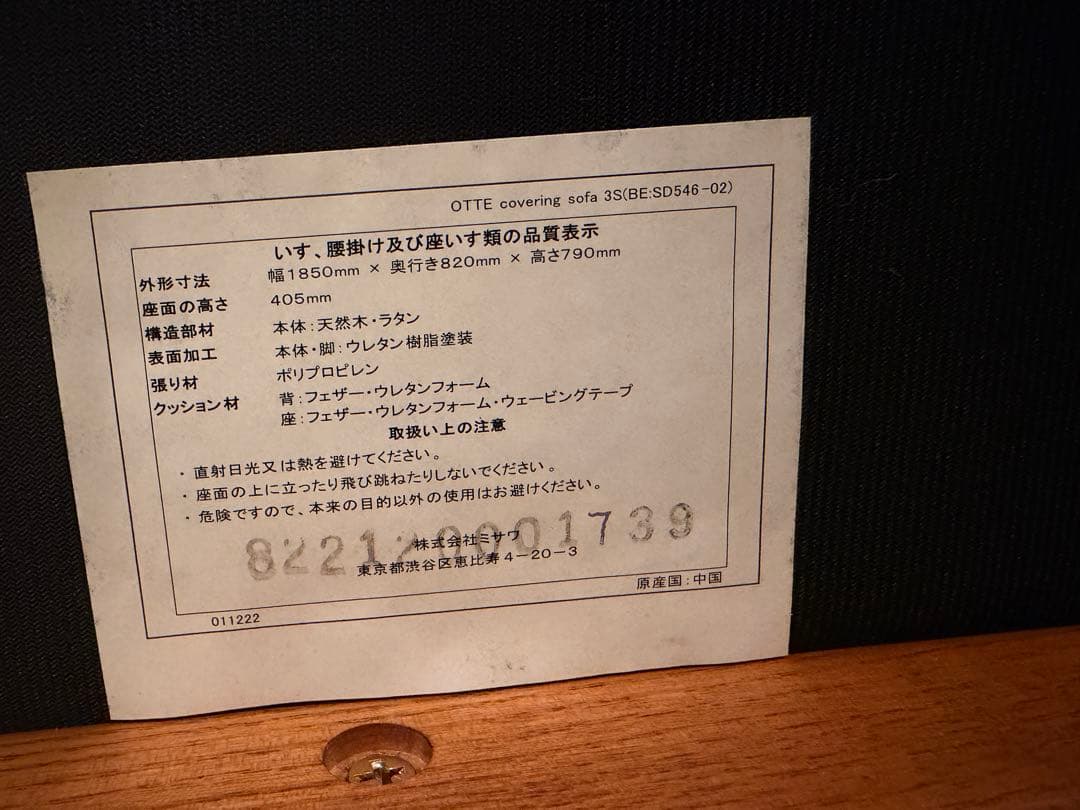 OTTE covering sofa 3S(BE:SD546-02)
いす、腰掛け及び座いす類の品質表示
外形寸法 幅1850mm × 奥行き820mm × 高さ790mm
座面の高さ 405mm
構造部材 本体：天然木・ラタン
表面加工 本体・脚：ウレタン樹脂塗装
張り材 ポリプロピレン
クッション材 背：フェザー・ウレタンフォーム
座：フェザー・ウレタンフォーム・ウェービングテープ
取扱い上の注意
・ 直射日光又は熱を避けてください。
・ 座面の上に立ったり飛び跳ねたりしないでください。
・ 危険ですので、本来の目的以外の使用はお避けください。
822120001739
株式会社ミサワ
東京都渋谷区恵比寿4-20-3
原産国：中国
011222